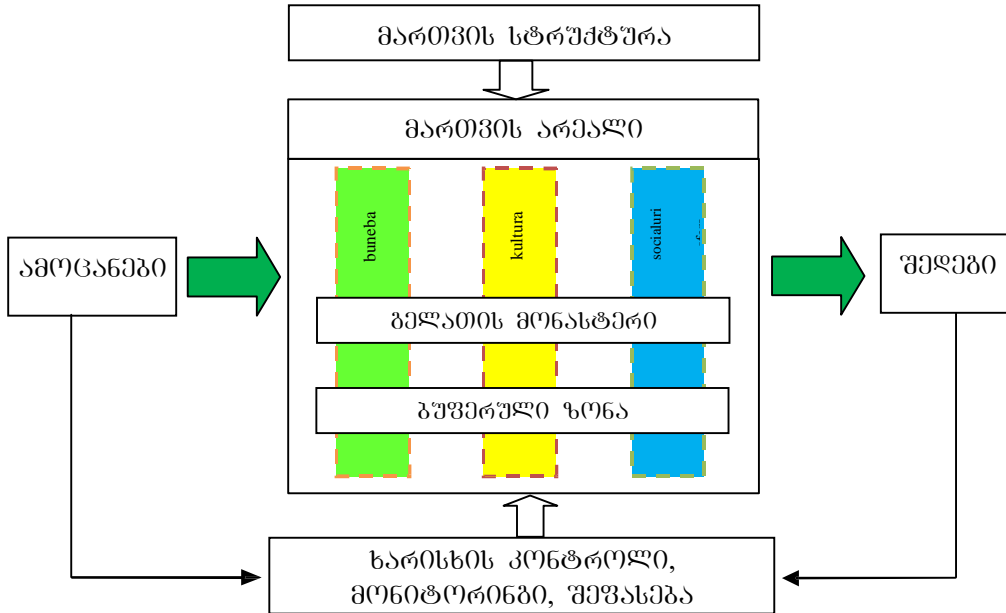 მართვის სტრუქტურა
მართვის არეალი
buneba
kultura
socialuri
ამოცანები
შედეგი
გელათის მონასტერი
ბუფერული ზონა
ხარისხის კონტროლი,
მონიტორინგი, შეფასება